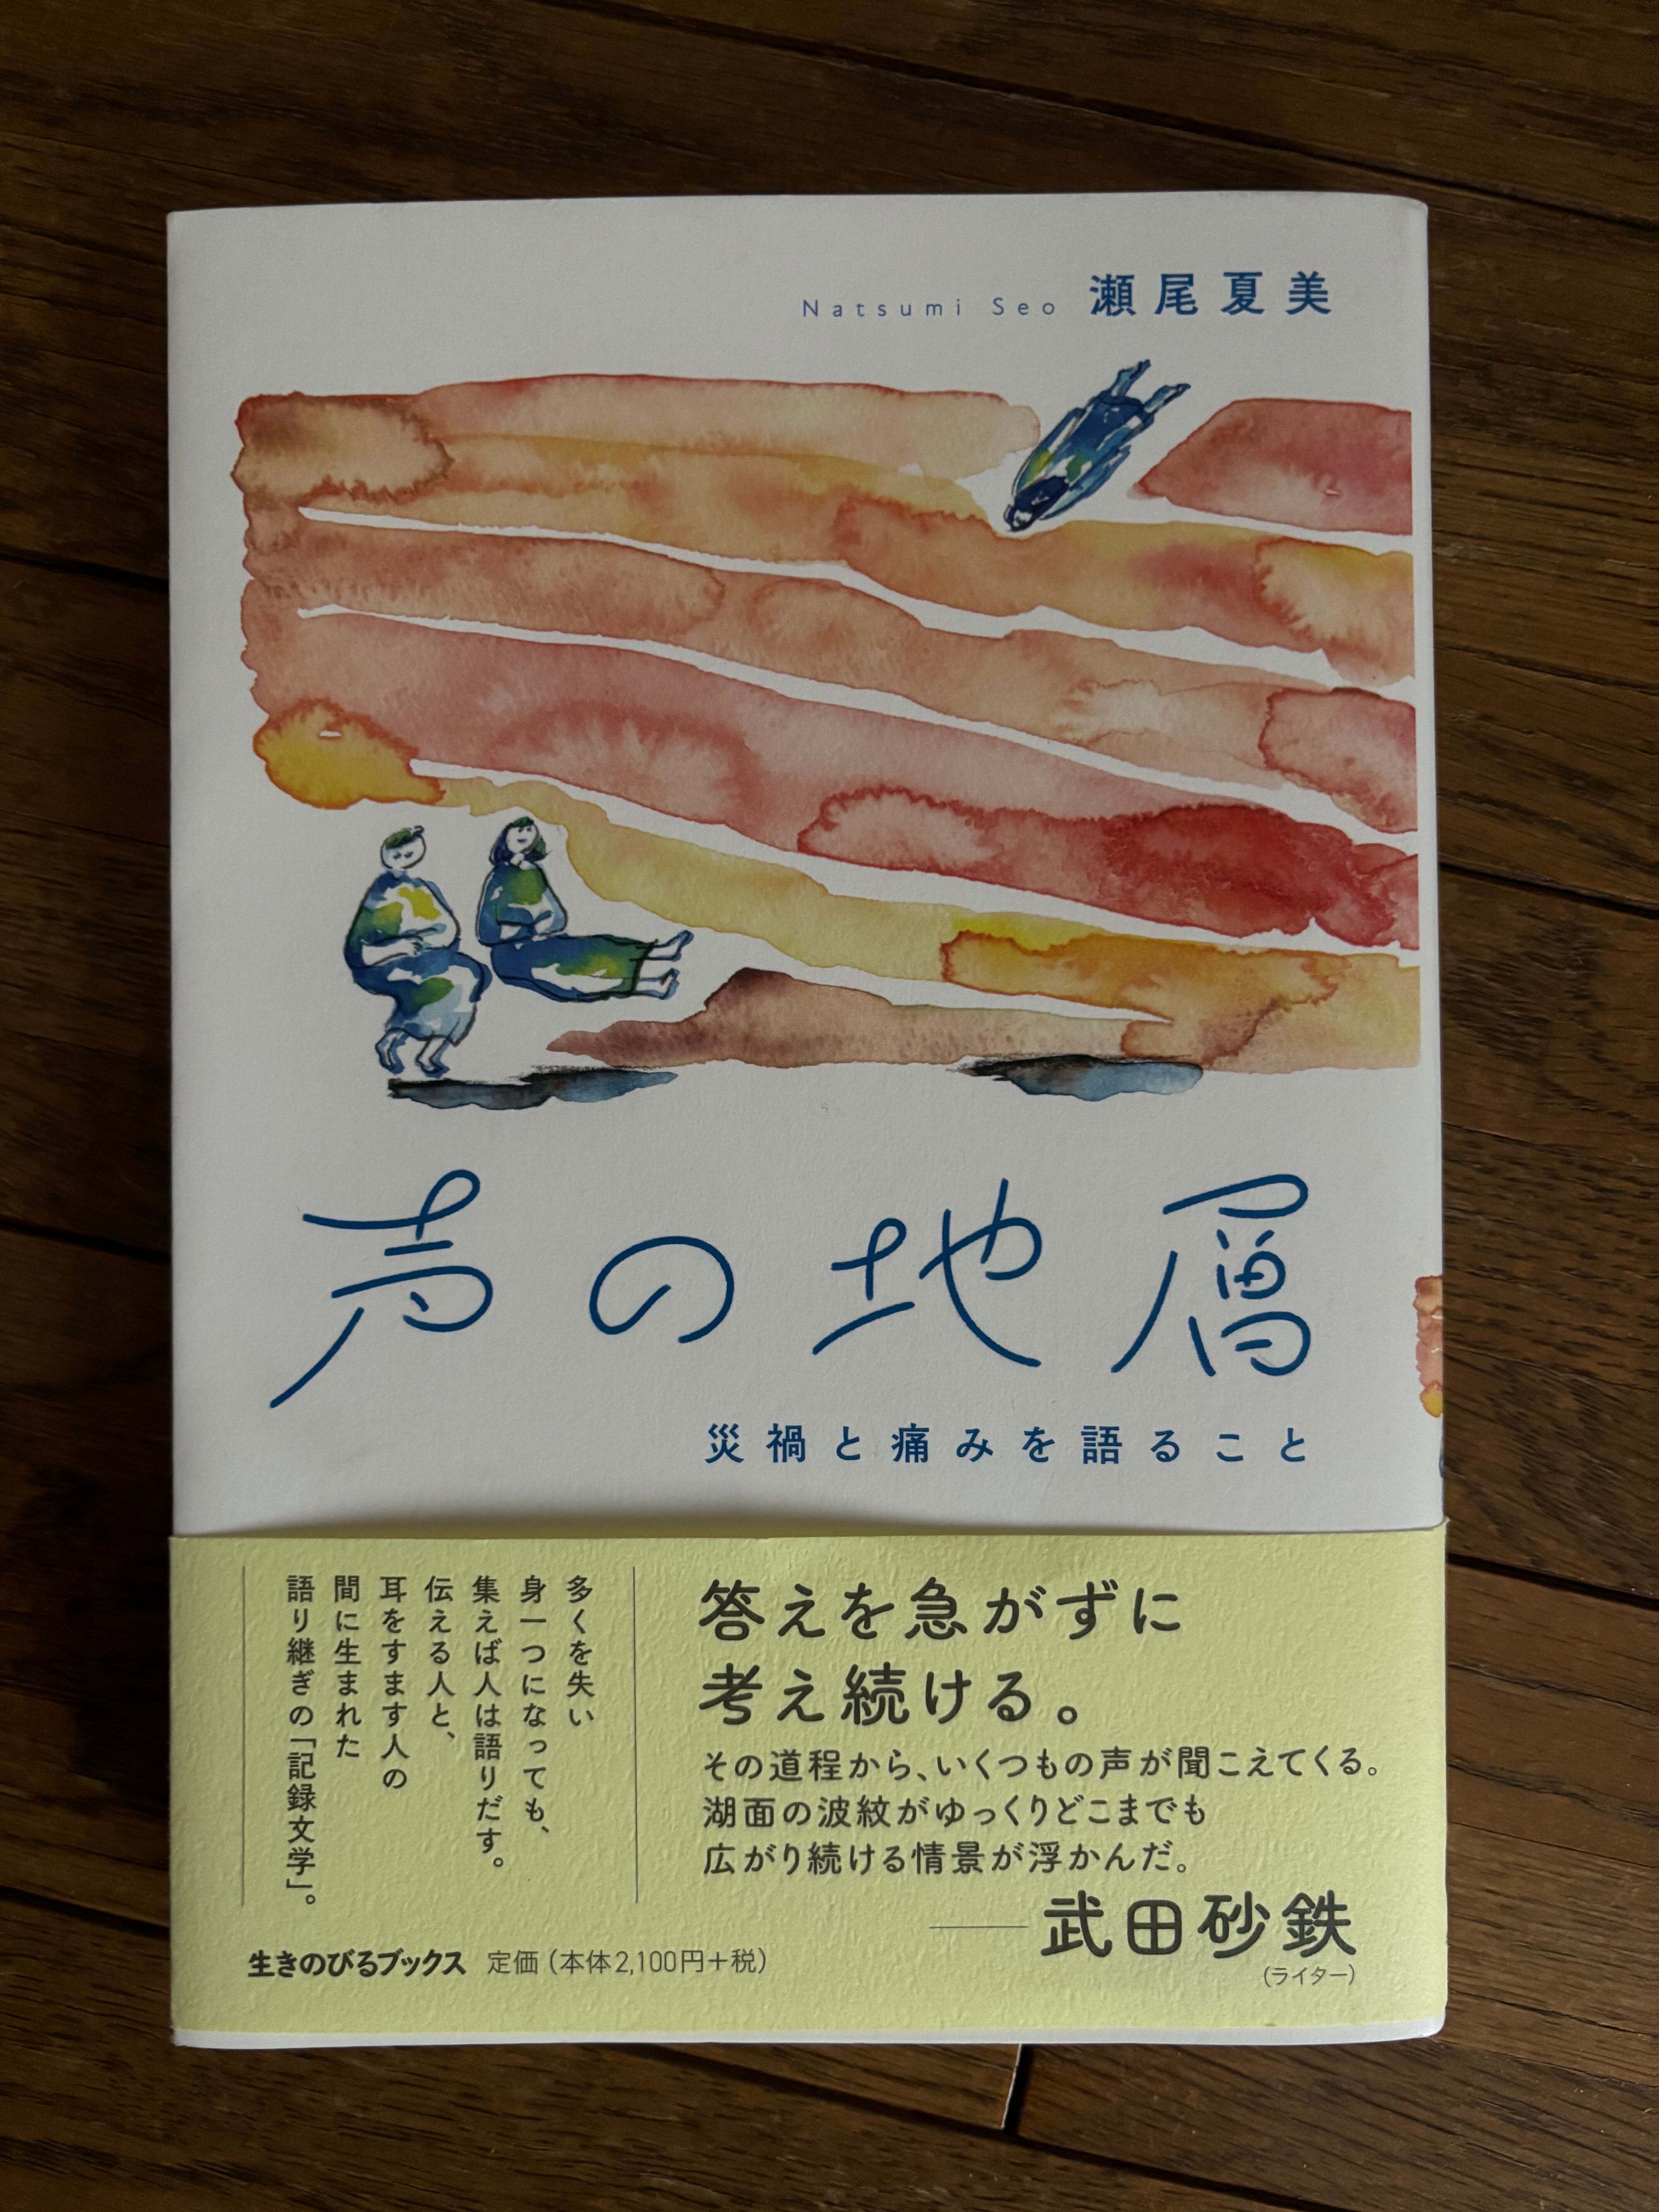 Natsumi Seo 瀬尾夏美
声の地層
災禍と痛みを語ること
答えを急がずに
考え続ける。
その道程から、いくつもの声が聞こえてくる。
湖面の波紋がゆっくりどこまでも
広がり続ける情景が浮かんだ。
武田砂鉄
(ライター)
多くを失い
身一つになっても、
集えば人は語りだす。
伝える人と、
耳をすます人の
間に生まれた
語り継ぎの「記録文学」。
生きのびるブックス 定価(本体2,100円+税)